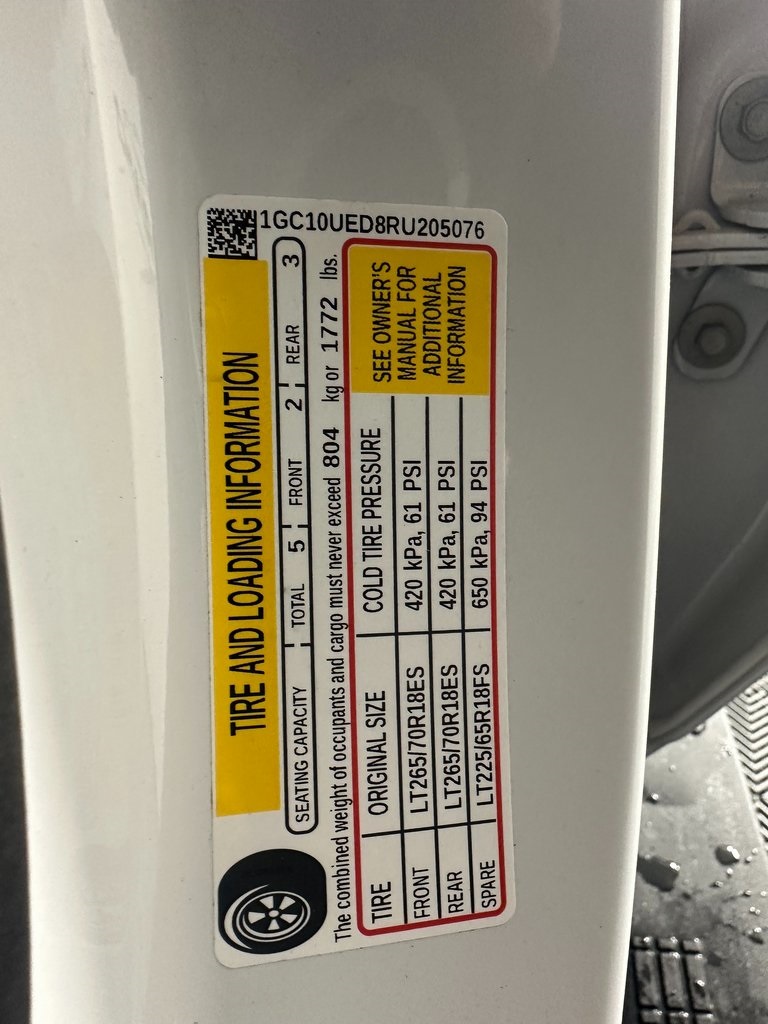 1GC10UED8RU205076
TIRE AND LOADING INFORMATION
SEATING CAPACITY TOTAL 5 FRONT 2 REAR 3
The combined weight of occupants and cargo must never exceed 804 kg or 1772 lbs.
TIRE ORIGINAL SIZE COLD TIRE PRESSURE
FRONT LT265/70R18ES 420 kPa, 61 PSI
REAR LT265/70R18ES 420 kPa, 61 PSI
SPARE LT225/65R18FS 650 kPa, 94 PSI
SEE OWNER'S
MANUAL FOR
ADDITIONAL
INFORMATION